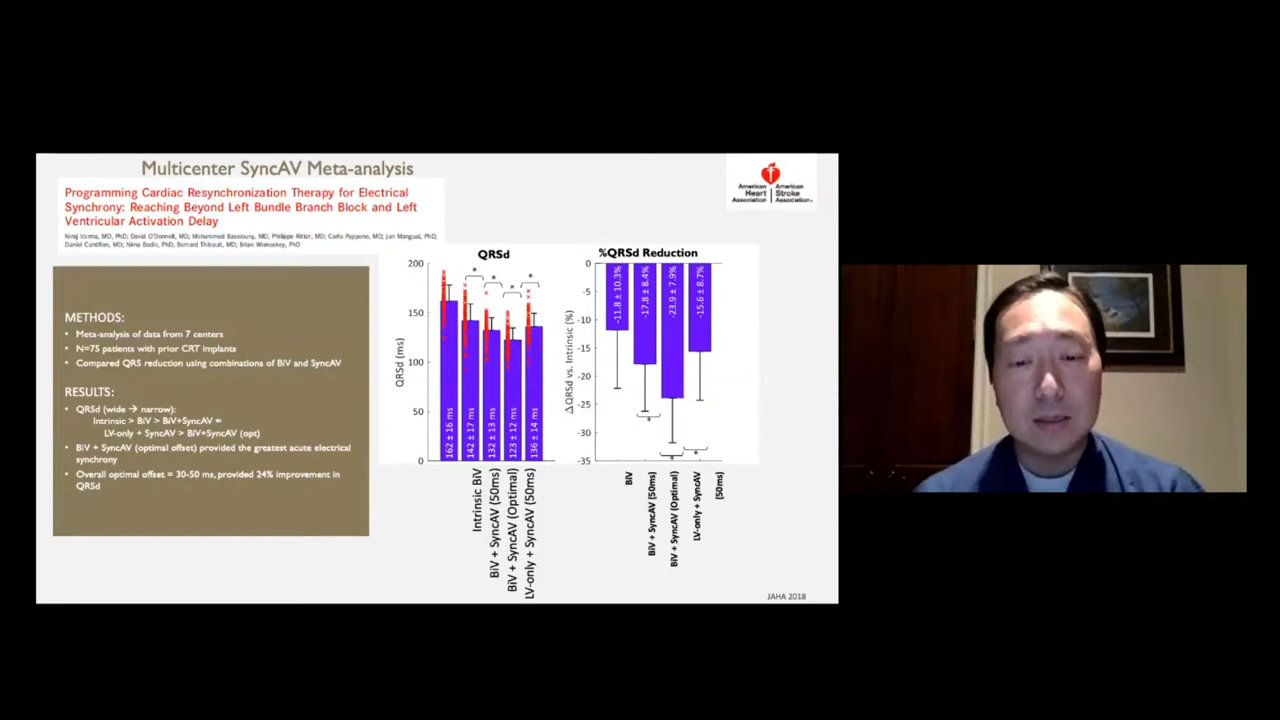 Multicenter SyncAV Meta-analysis
Programming Cardiac Resynchronization Therapy for Electrical
Synchrony: Reaching Beyond Left Bundle Branch Block and Left
Ventricular Activation Delay
Niraj Varma, MD, PhD; David O'Donnell, MD; Mohammed Bassiouny, MD; Philippe Ritter, MD; Carlo Pappone, MD; Jan Mangual, PhD;
Daniel Cantillon, MD; Nima Badie, PhD; Bernard Thibault, MD; Brian Wisnoskey, PhD
American Heart Association
American Stroke Association®
METHODS:
• Meta-analysis of data from 7 centers
• N=75 patients with prior CRT implants
• Compared QRS reduction using combinations of BiV and SyncAV
RESULTS:
• QRSd (wide → narrow):
Intrinsic > BiV > BiV+SyncAV ≈
LV-only + SyncAV > BiV+SyncAV (opt)
• BiV + SyncAV (optimal offset) provided the greatest acute electrical
synchrony
• Overall optimal offset = 30-50 ms, provided 24% improvement in
QRSd
QRSd
QRSd (ms)
200
150
100
50
0
* * * *
162 ± 16 ms
142 ± 17 ms
132 ± 13 ms
123 ± 12 ms
136 ± 14 ms
Intrinsic BiV
BiV + SyncAV (50ms)
BiV + SyncAV (Optimal)
LV-only + SyncAV (50ms)
%QRSd Reduction
ΔQRSd vs. Intrinsic (%)
0
-5
-10
-15
-20
-25
-30
-35
-11.8 ± 10.3%
-17.8 ± 8.4%
-23.9 ± 7.9%
-15.6 ± 8.7%
* * *
BiV
BiV + SyncAV (50ms)
BiV + SyncAV (Optimal)
LV-only + SyncAV
(50ms)
JAHA 2018